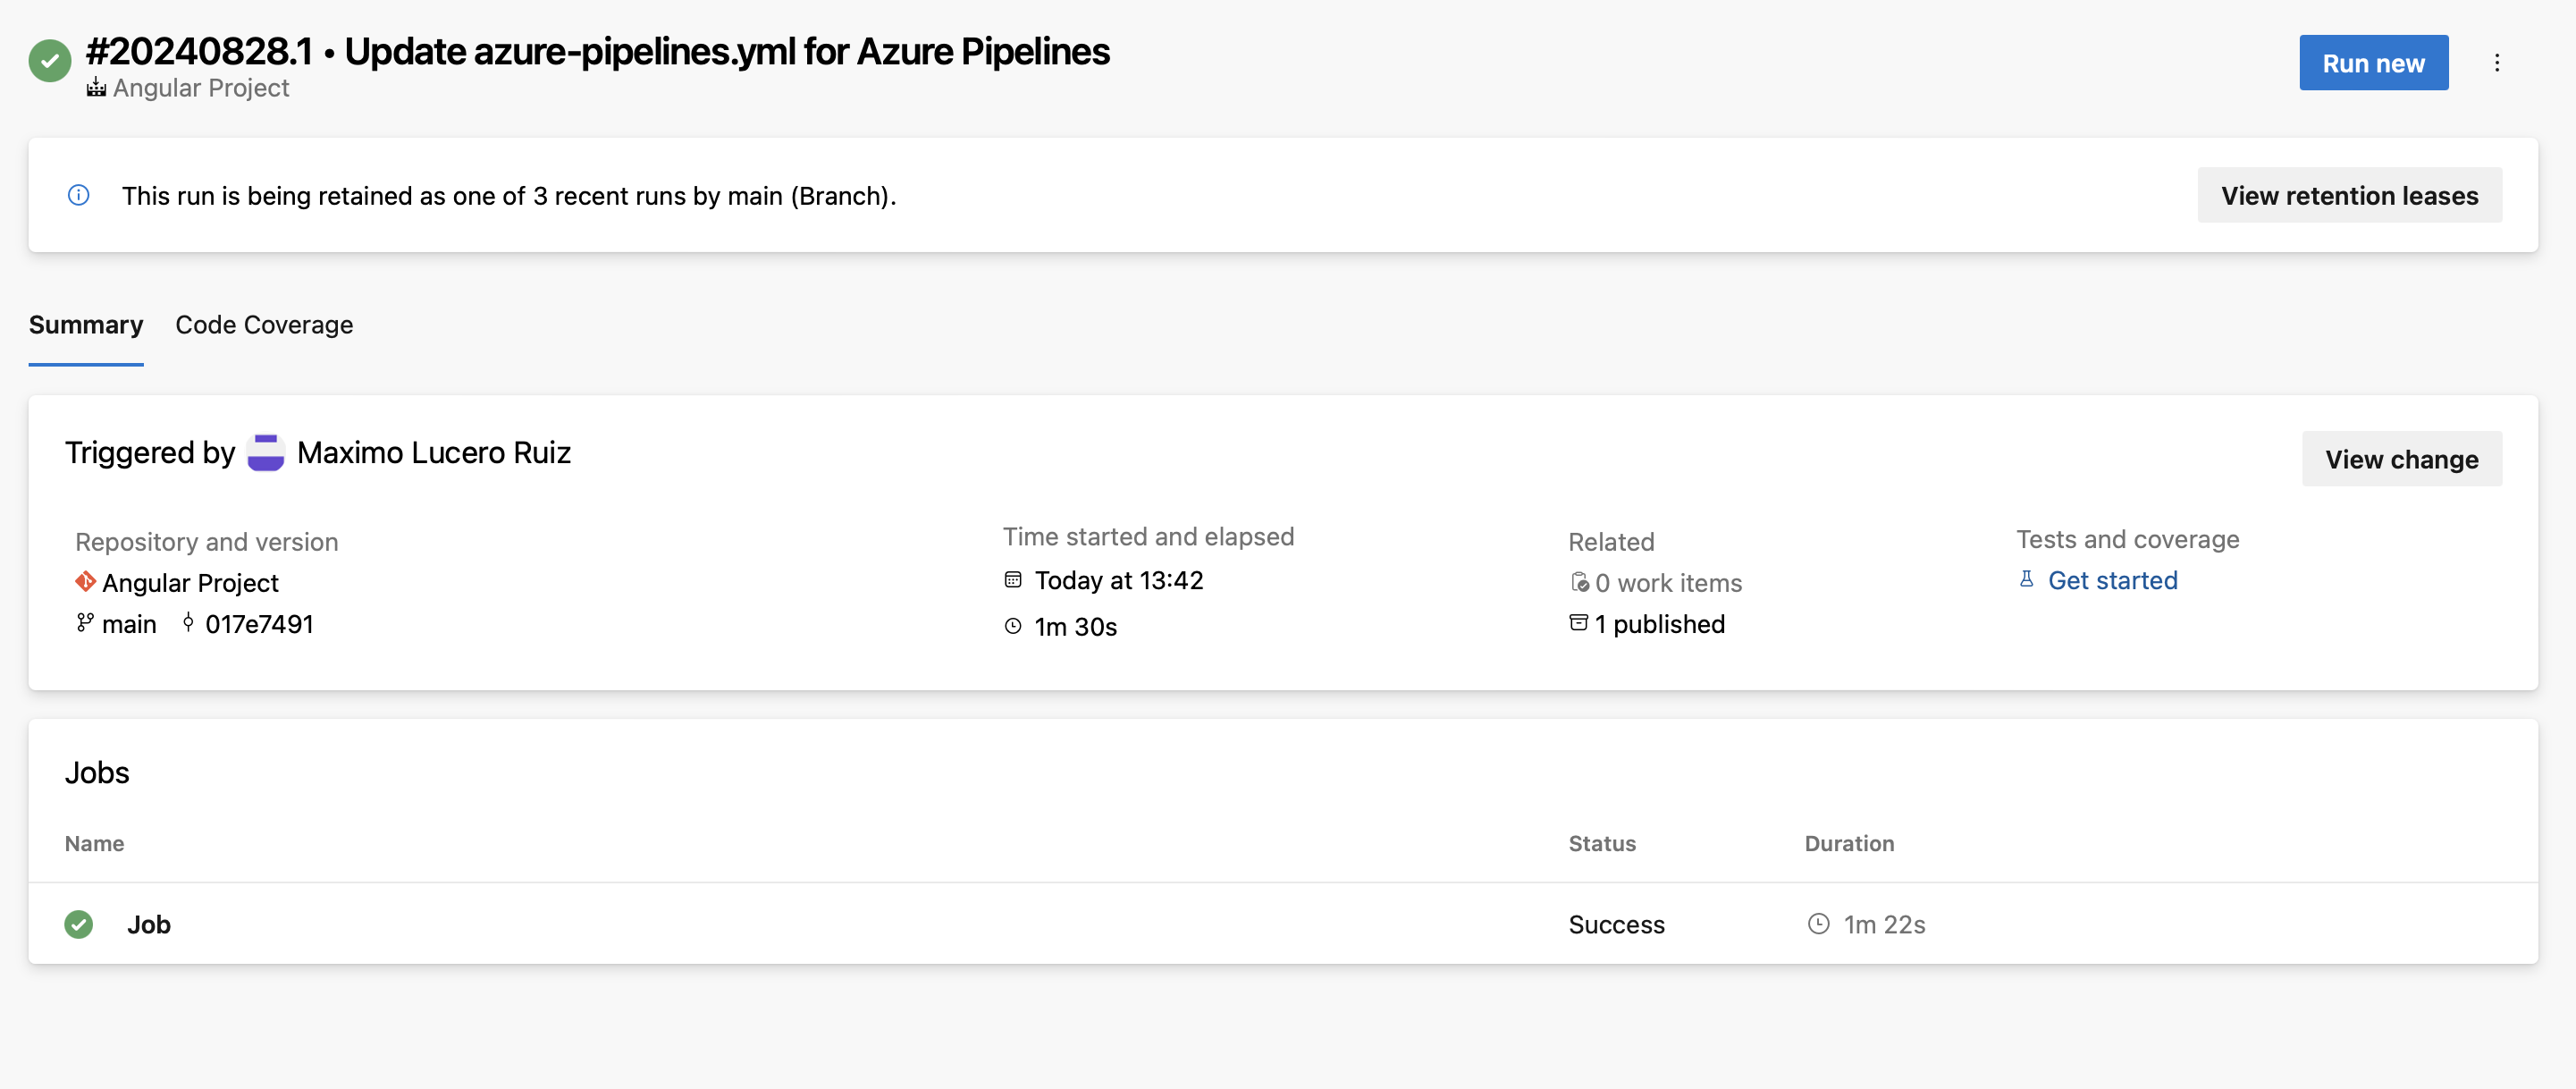 #20240828.1 • Update azure-pipelines.yml for Azure Pipelines
Angular Project
Run new
This run is being retained as one of 3 recent runs by main (Branch).
View retention leases
Summary
Code Coverage
Triggered by Maximo Lucero Ruiz
View change
Repository and version
Angular Project
main 017e7491
Time started and elapsed
Today at 13:42
1m 30s
Related
0 work items
1 published
Tests and coverage
Get started
Jobs
Name Status Duration
Job Success 1m 22s